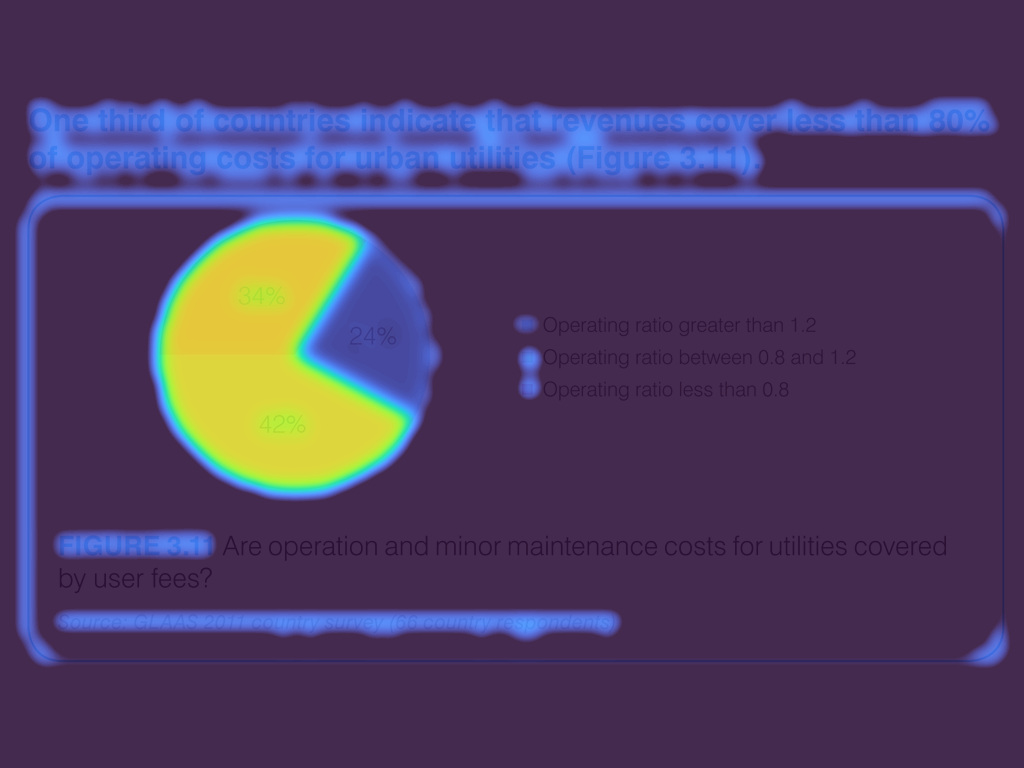 One third of countries indicate that revenues cover less than 80%
of operating costs for urban utilities (Figure 3.11).
34%
24%
42%
Operating ratio greater than 1.2
Operating ratio between 0.8 and 1.2
Operating ratio less than 0.8
FIGURE 3.11 Are operation and minor maintenance costs for utilities covered
by user fees?
Source: GLAAS 2011 country survey (66 country respondents)